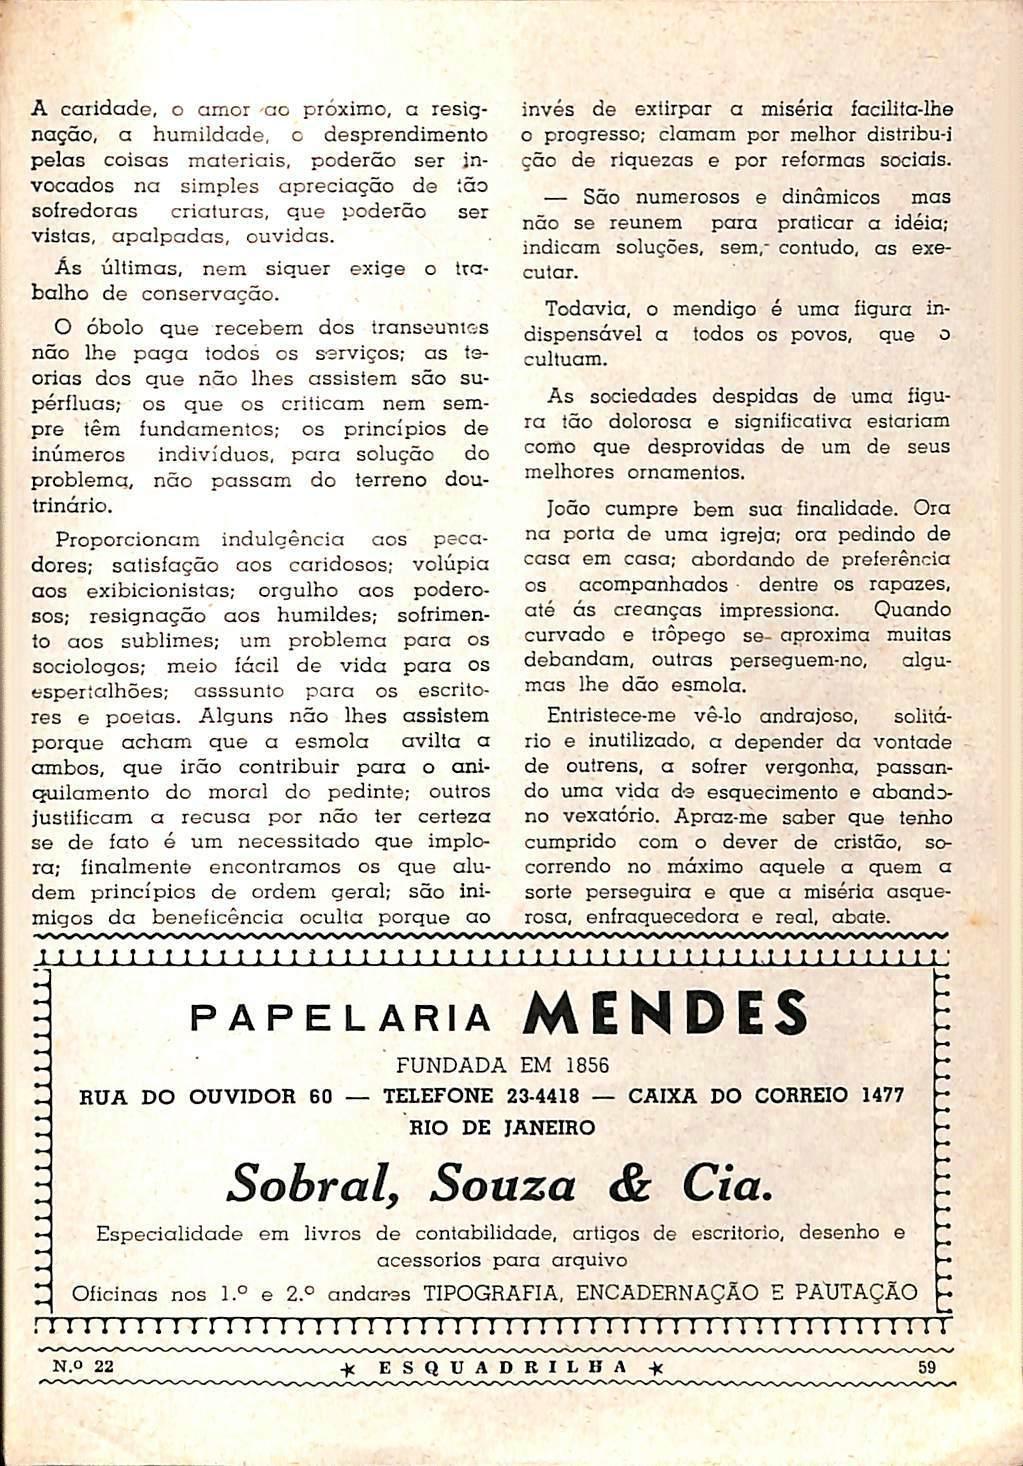 A caridade, o amor ao próximo, a resig-
nação, a humildade, o desprendimento
pelas coisas materiais, poderão ser in-
vocados na simples apreciação de tão
sofredoras criaturas, que poderão ser
vistas, apalpadas, ouvidas.
Ás últimas, nem siquer exige o tra-
balho de conservação.
O óbolo que recebem dos transeuntes
não lhe paga todos os serviços; as te-
orias dos que não lhes assistem são su-
pérfluas; os que os criticam nem sem-
pre têm fundamentos; os princípios de
inúmeros indivíduos, para solução do
problema, não passam do terreno dou-
trinário.
Proporcionam indulgência aos peca-
dores; satisfação aos caridosos; volúpia
aos exibicionistas; orgulho aos podero-
sos; resignação aos humildes; sofrimen-
to aos sublimes; um problema para os
sociologos; meio fácil de vida para os
espertalhões; asssunto para os escrito-
res e poetas. Alguns não lhes assistem
porque acham que a esmola avilta a
ambos, que irão contribuir para o ani-
quilamento do moral do pedinte; outros
justificam a recusa por não ter certeza
se de fato é um necessitado que implo-
ra; finalmente encontramos os que alu-
dem princípios de ordem geral; são ini-
migos da beneficência oculta porque ao
invés de extirpar a miséria facilita-lhe
o progresso; clamam por melhor distribu-i
ção de riquezas e por reformas sociais.
— São numerosos e dinâmicos mas
não se reunem para praticar a idéia;
indicam soluções, sem, contudo, as exe-
cutar.
Todavia, o mendigo é uma figura in-
dispensável a todos os povos, que o
cultuam.
As sociedades despidas de uma figu-
ra tão dolorosa e significativa estariam
como que desprovidas de um de seus
melhores ornamentos.
João cumpre bem sua finalidade. Ora
na porta de uma igreja; ora pedindo de
casa em casa; abordando de preferência
os acompanhados dentre os rapazes,
até ás creanças impressiona. Quando
curvado e trôpego se aproxima muitas
debandam, outras perseguem-no, algu-
mas lhe dão esmola.
Entristece-me vê-lo andrajoso, solitá-
rio e inutilizado, a depender da vontade
de outrens, a sofrer vergonha, passan-
do uma vida de esquecimento e abando-
no vexatório. Apraz-me saber que tenho
cumprido com o dever de cristão, so-
correndo no máximo aquele a quem a
sorte perseguira e que a miséria asque-
rosa, enfraquecedora e real, abate.
PAPELARIA MENDES
FUNDADA EM 1856
RUA DO OUVIDOR 60 — TELEFONE 23-4418 — CAIXA DO CORREIO 1477
RIO DE JANEIRO
Sobral, Souza & Cia.
Especialidade em livros de contabilidade, artigos de escritorio, desenho e
acessorios para arquivo
Oficinas nos 1.º e 2.º andares TIPOGRAFIA, ENCADERNAÇÃO E PAUTAÇÃO
N.º 22 ★ ESQUADRILHA ★ 59